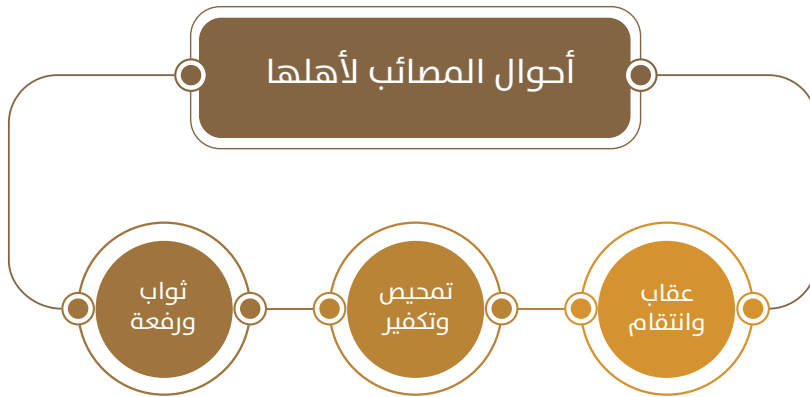 أحوال المصائب لأهلها
عقاب
وانتقام
تمحيص
وتكفير
ثواب
ورفعة